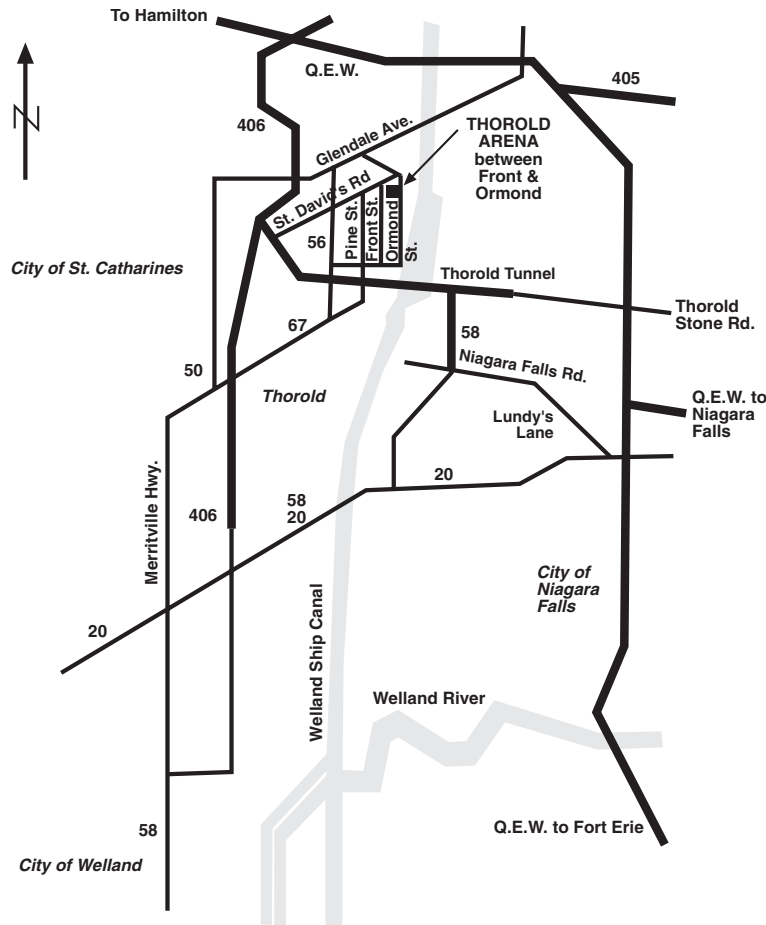 To Hamilton
Q.E.W.
405
406
N
Glendale Ave.
THOROLD
ARENA
between
Front &
Ormond
St. David's Rd
56
Pine St.
Front St.
Ormond
St.
City of St. Catharines
Thorold Tunnel
Thorold
Stone Rd.
67
58
Niagara Falls Rd.
50
Thorold
Lundy's
Lane
Q.E.W. to
Niagara
Falls
Merritville Hwy.
406
58
20
20
City of
Niagara
Falls
20
Welland Ship Canal
Welland River
58
Q.E.W. to Fort Erie
City of Welland